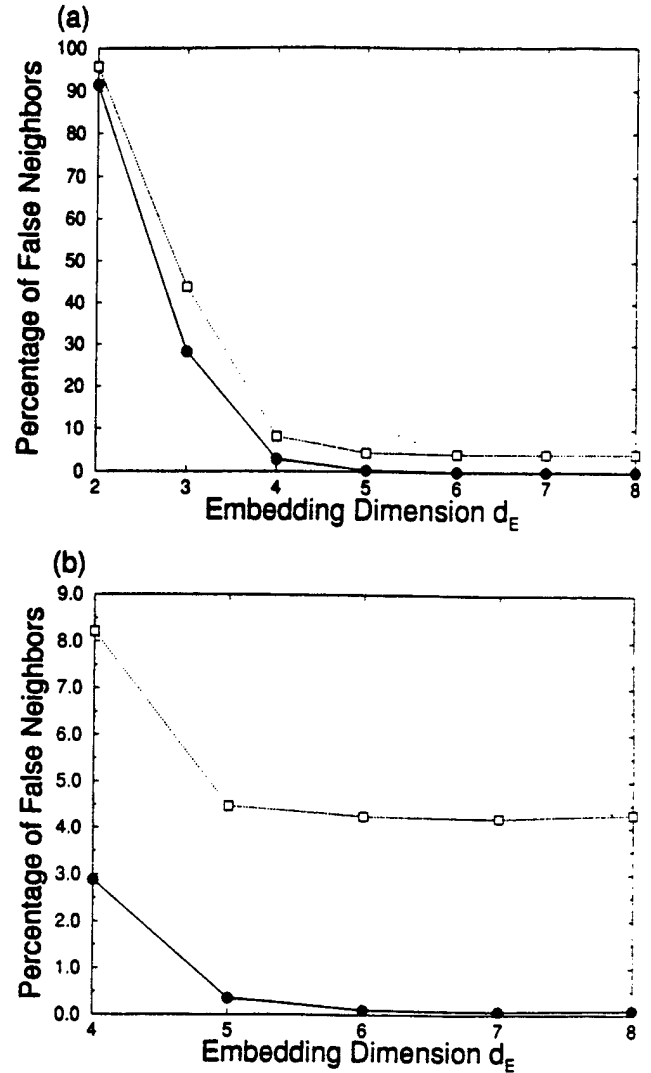 (a)
Percentage of False Neighbors
100
90
80
70
60
50
40
30
20
10
0
2 3 4 5 6 7 8
Embedding Dimension d_E
(b)
Percentage of False Neighbors
9.0
8.0
7.0
6.0
5.0
4.0
3.0
2.0
1.0
0.0
4 5 6 7 8
Embedding Dimension d_E